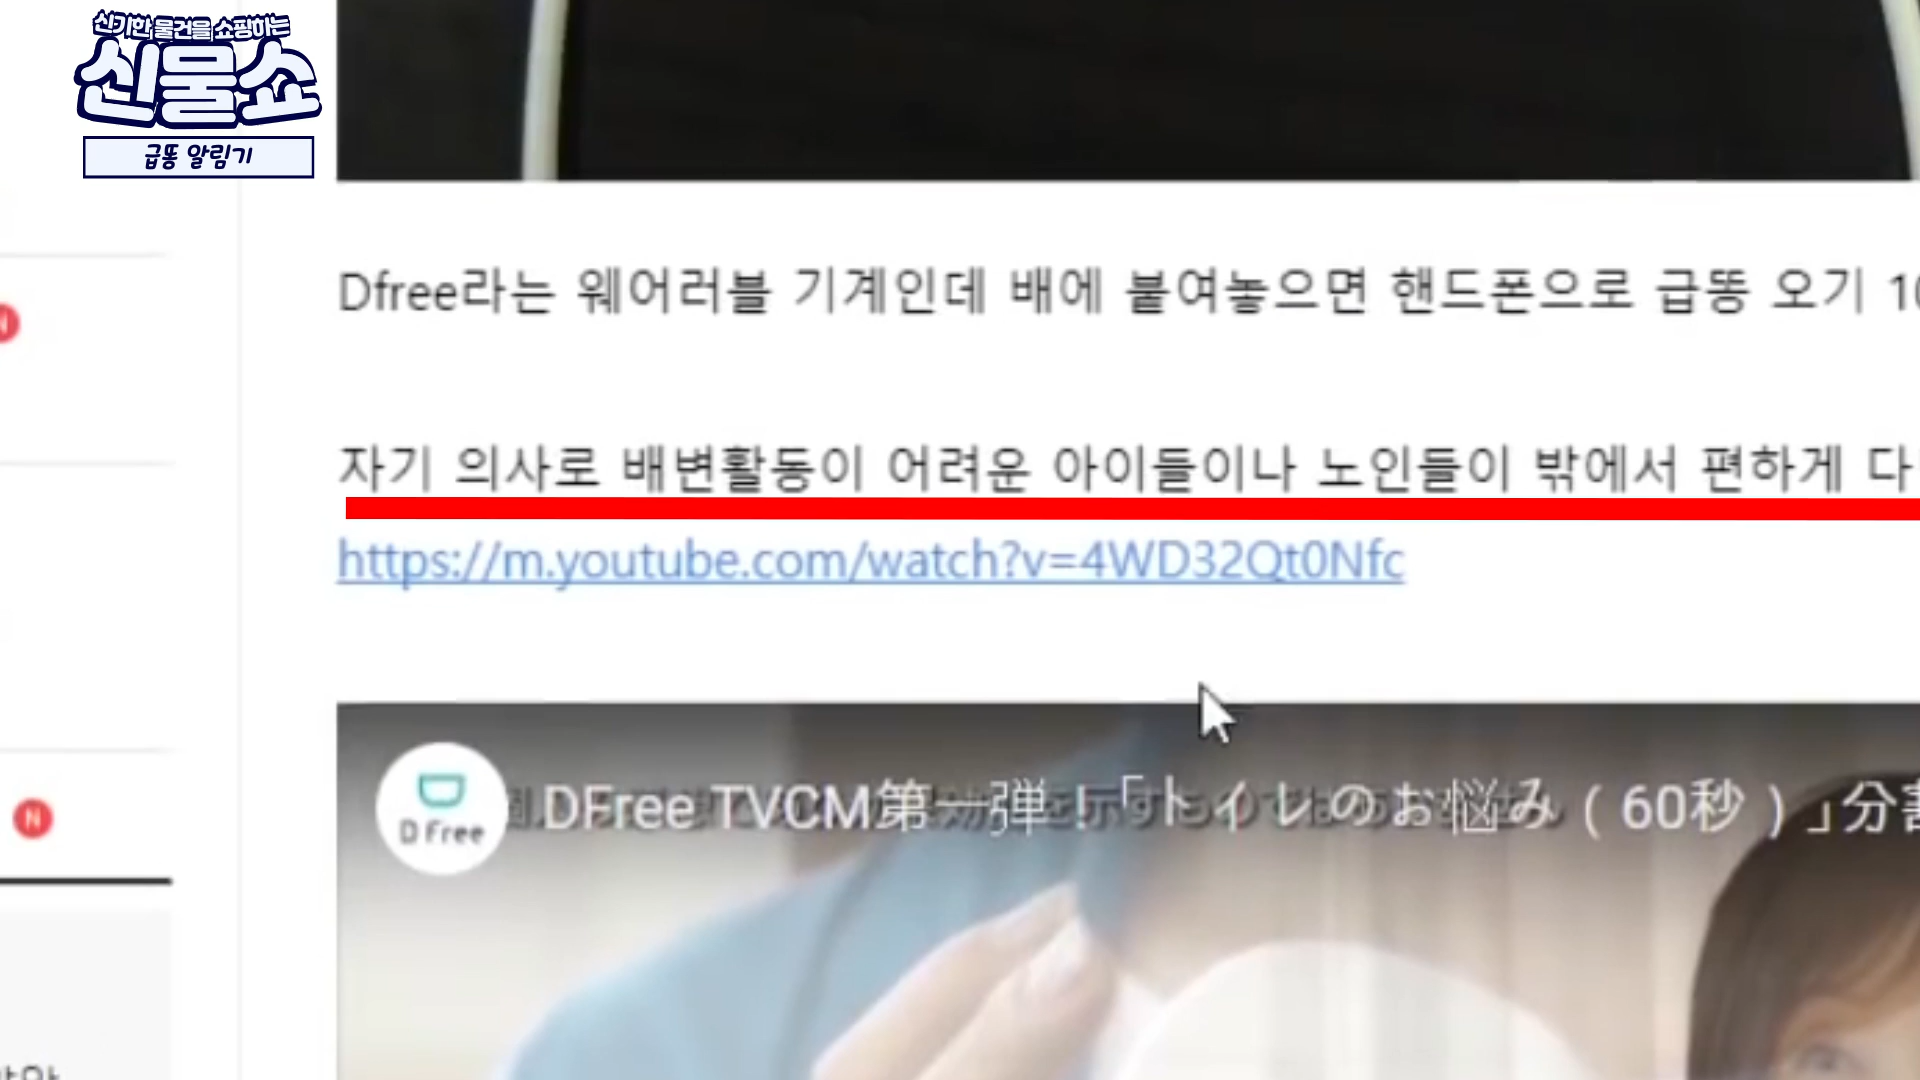 신기한 물건을 쇼핑하는
신물쇼
급똥 알림기
Dfree라는 웨어러블 기계인데 배에 붙여놓으면 핸드폰으로 급똥 오기 10
자기 의사로 배변활동이 어려운 아이들이나 노인들이 밖에서 편하게 다
https://m.youtube.com/watch?v=4WD32Qt0Nfc
N
D Free
DFree TVCM第一弾！「トイレのお悩み（60秒）」分割